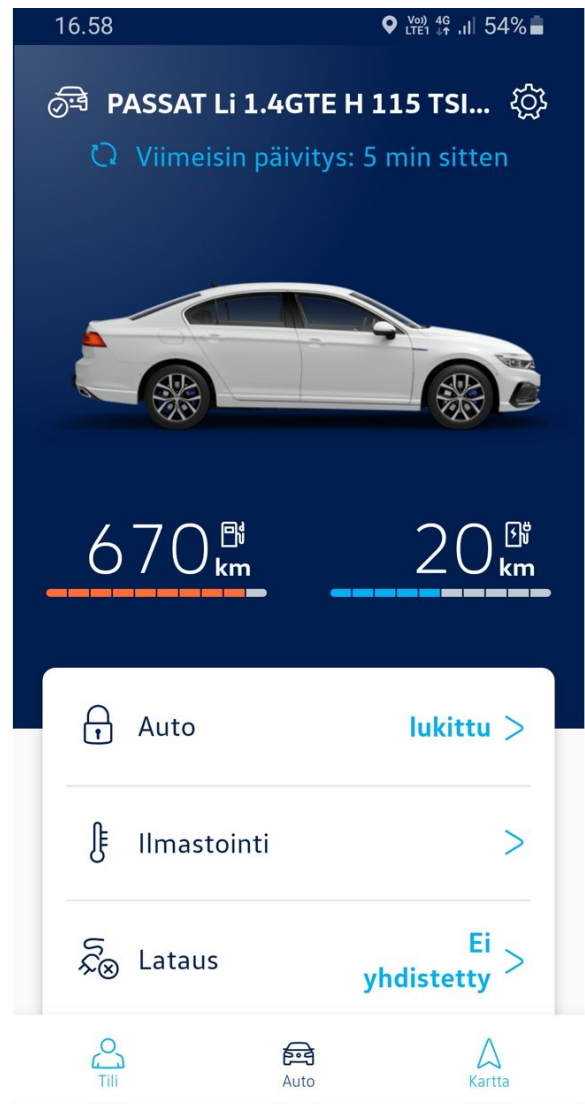 16.58 Voi) LTE1 4G 54%
PASSAT Li 1.4GTE H 115 TSI...
Viimeisin päivitys: 5 min sitten
670 km 20 km
Auto lukittu
Ilmastointi
Lataus Ei
yhdistetty
Tili Auto Kartta